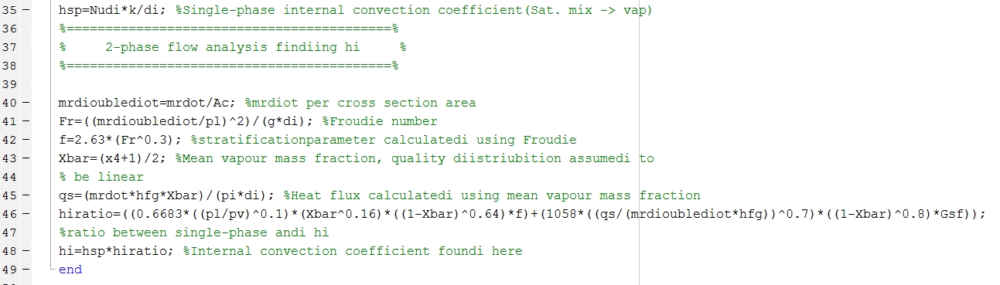 35 - hsp=Nudi*k/di; %Single-phase internal convection coefficient(Sat. mix -> vap)
36 %==========================================%
37 % 2-phase flow analysis findiing hi %
38 %==========================================%
39
40 - mrdioublediot=mrdot/Ac; %mrdiot per cross section area
41 - Fr=((mrdioublediot/pl)^2)/(g*di); %Froudie number
42 - f=2.63*(Fr^0.3); %stratificationparameter calculatedi using Froudie
43 - Xbar=(x4+1)/2; %Mean vapour mass fraction, quality diistriubition assumedi to
44 % be linear
45 - qs=(mrdot*hfg*Xbar)/(pi*di); %Heat flux calculatedi using mean vapour mass fraction
46 - hiratio=((0.6683*((pl/pv)^0.1)*(Xbar^0.16)*((1-Xbar)^0.64)*f)+(1058*((qs/(mrdioublediot*hfg))^0.7)*((1-Xbar)^0.8)*Gsf));
47 %ratio between single-phase andi hi
48 - hi=hsp*hiratio; %Internal convection coefficient foundi here
49 - end